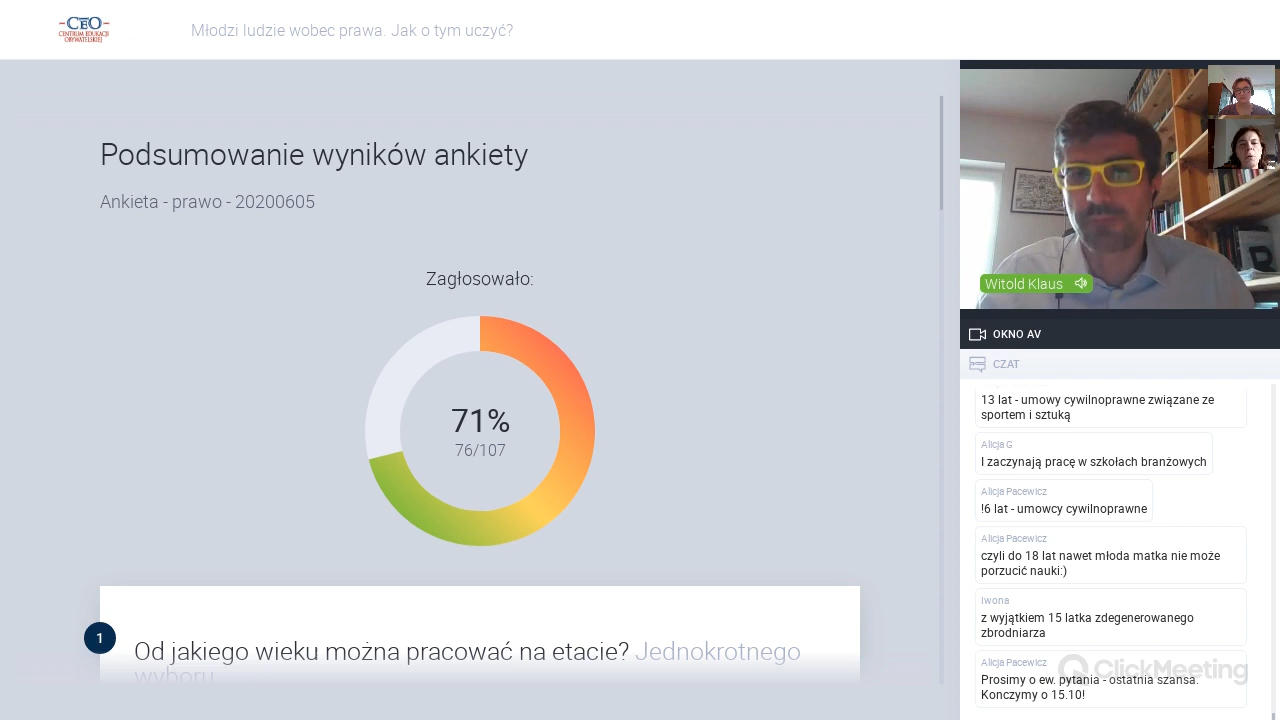 CEO
CENTRUM EDUKACJI
OBYWATELSKIEJ
Młodzi ludzie wobec prawa. Jak o tym uczyć?
Podsumowanie wyników ankiety
Ankieta - prawo - 20200605
Zagłosowało:
71%
76/107
1
Od jakiego wieku można pracować na etacie? Jednokrotnego
wyboru
Witold Klaus
OKNO AV
CZAT
13 lat - umowy cywilnoprawne związane ze
sportem i sztuką
Alicja G
I zaczynają pracę w szkołach branżowych
Alicja Pacewicz
!6 lat - umowcy cywilnoprawne
Alicja Pacewicz
czyli do 18 lat nawet młoda matka nie może
porzucić nauki:)
Iwona
z wyjątkiem 15 latka zdegenerowanego
zbrodniarza
Alicja Pacewicz
Prosimy o ew. pytania - ostatnia szansa.
Konczymy o 15.10!
ClickMeeting